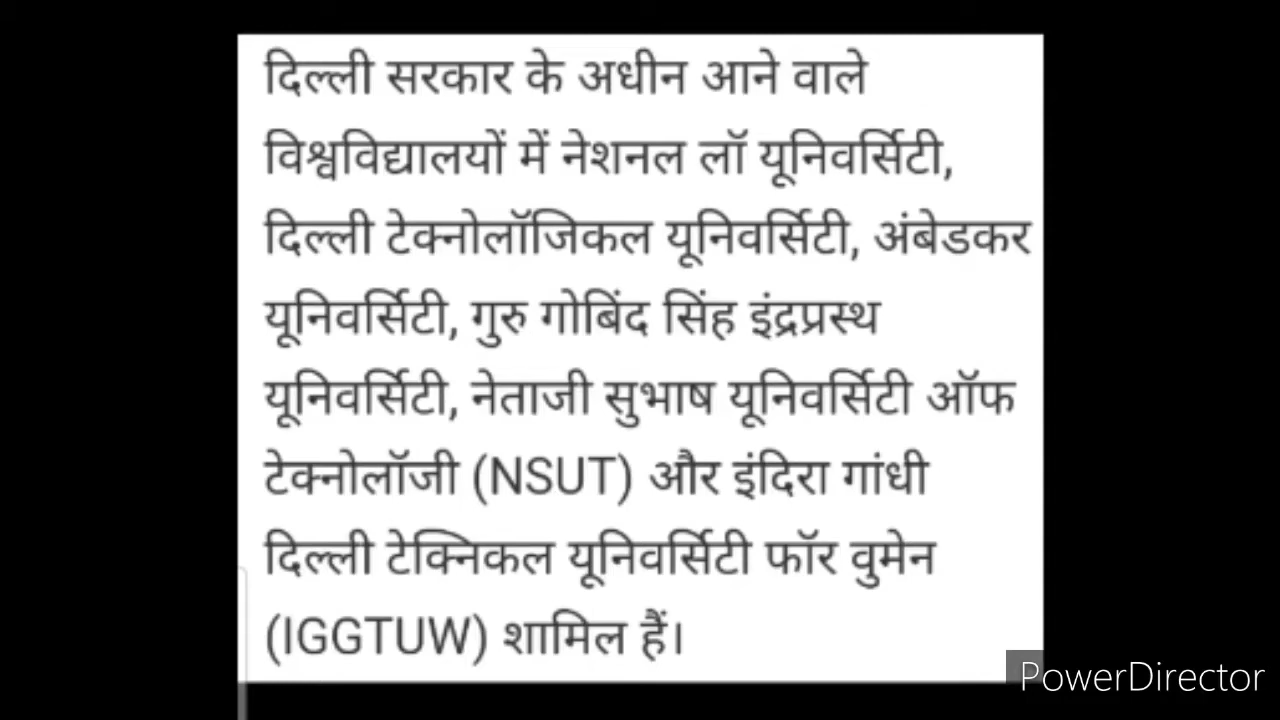 दिल्ली सरकार के अधीन आने वाले
विश्वविद्यालयों में नेशनल लॉ यूनिवर्सिटी,
दिल्ली टेक्नोलॉजिकल यूनिवर्सिटी, अंबेडकर
यूनिवर्सिटी, गुरु गोबिंद सिंह इंद्रप्रस्थ
यूनिवर्सिटी, नेताजी सुभाष यूनिवर्सिटी ऑफ
टेक्नोलॉजी (NSUT) और इंदिरा गांधी
दिल्ली टेक्निकल यूनिवर्सिटी फॉर वुमेन
(IGGTUW) शामिल हैं।
PowerDirector